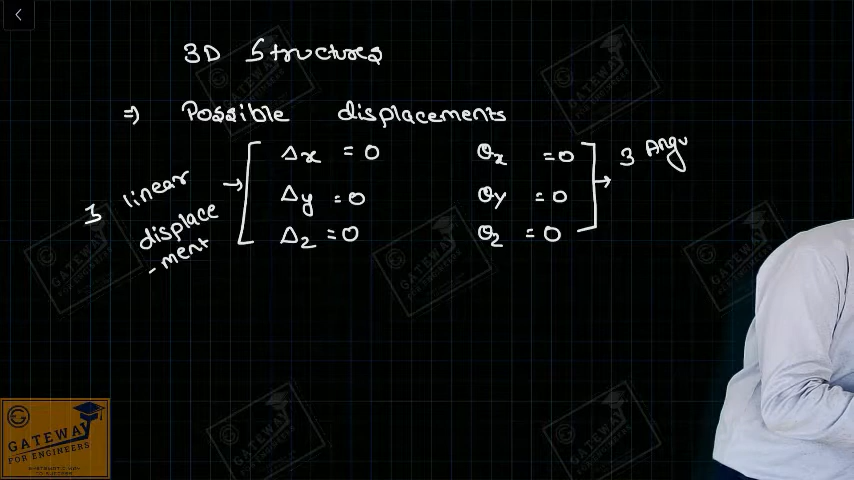 3D Structures
⇒ Possible displacements
Δx = 0 θx = 0
3 Angu
3 linear
displace
-ment
Δy = 0 θy = 0
Δz = 0 θz = 0
GATEWAY
FOR ENGINEERS